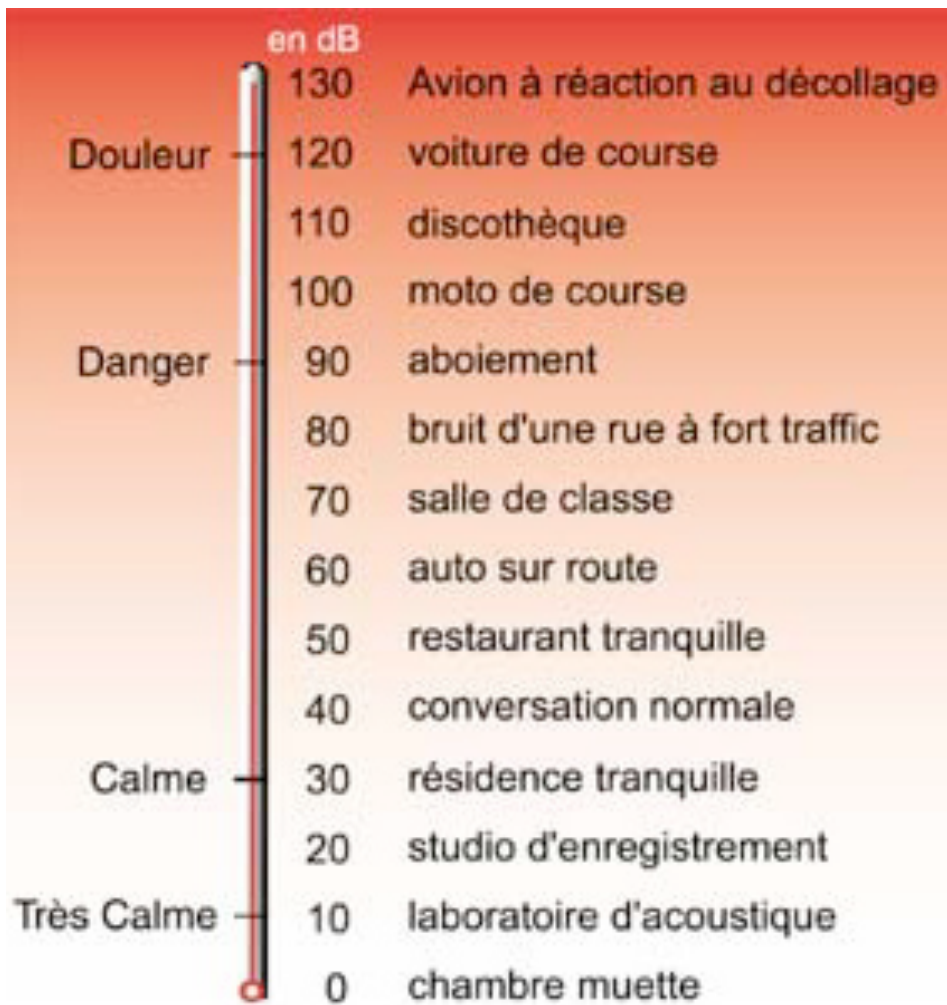 en dB
130 Avion à réaction au décollage
Douleur 120 voiture de course
110 discothèque
100 moto de course
Danger 90 aboiement
80 bruit d'une rue à fort traffic
70 salle de classe
60 auto sur route
50 restaurant tranquille
40 conversation normale
Calme 30 résidence tranquille
20 studio d'enregistrement
Très Calme 10 laboratoire d'acoustique
0 chambre muette